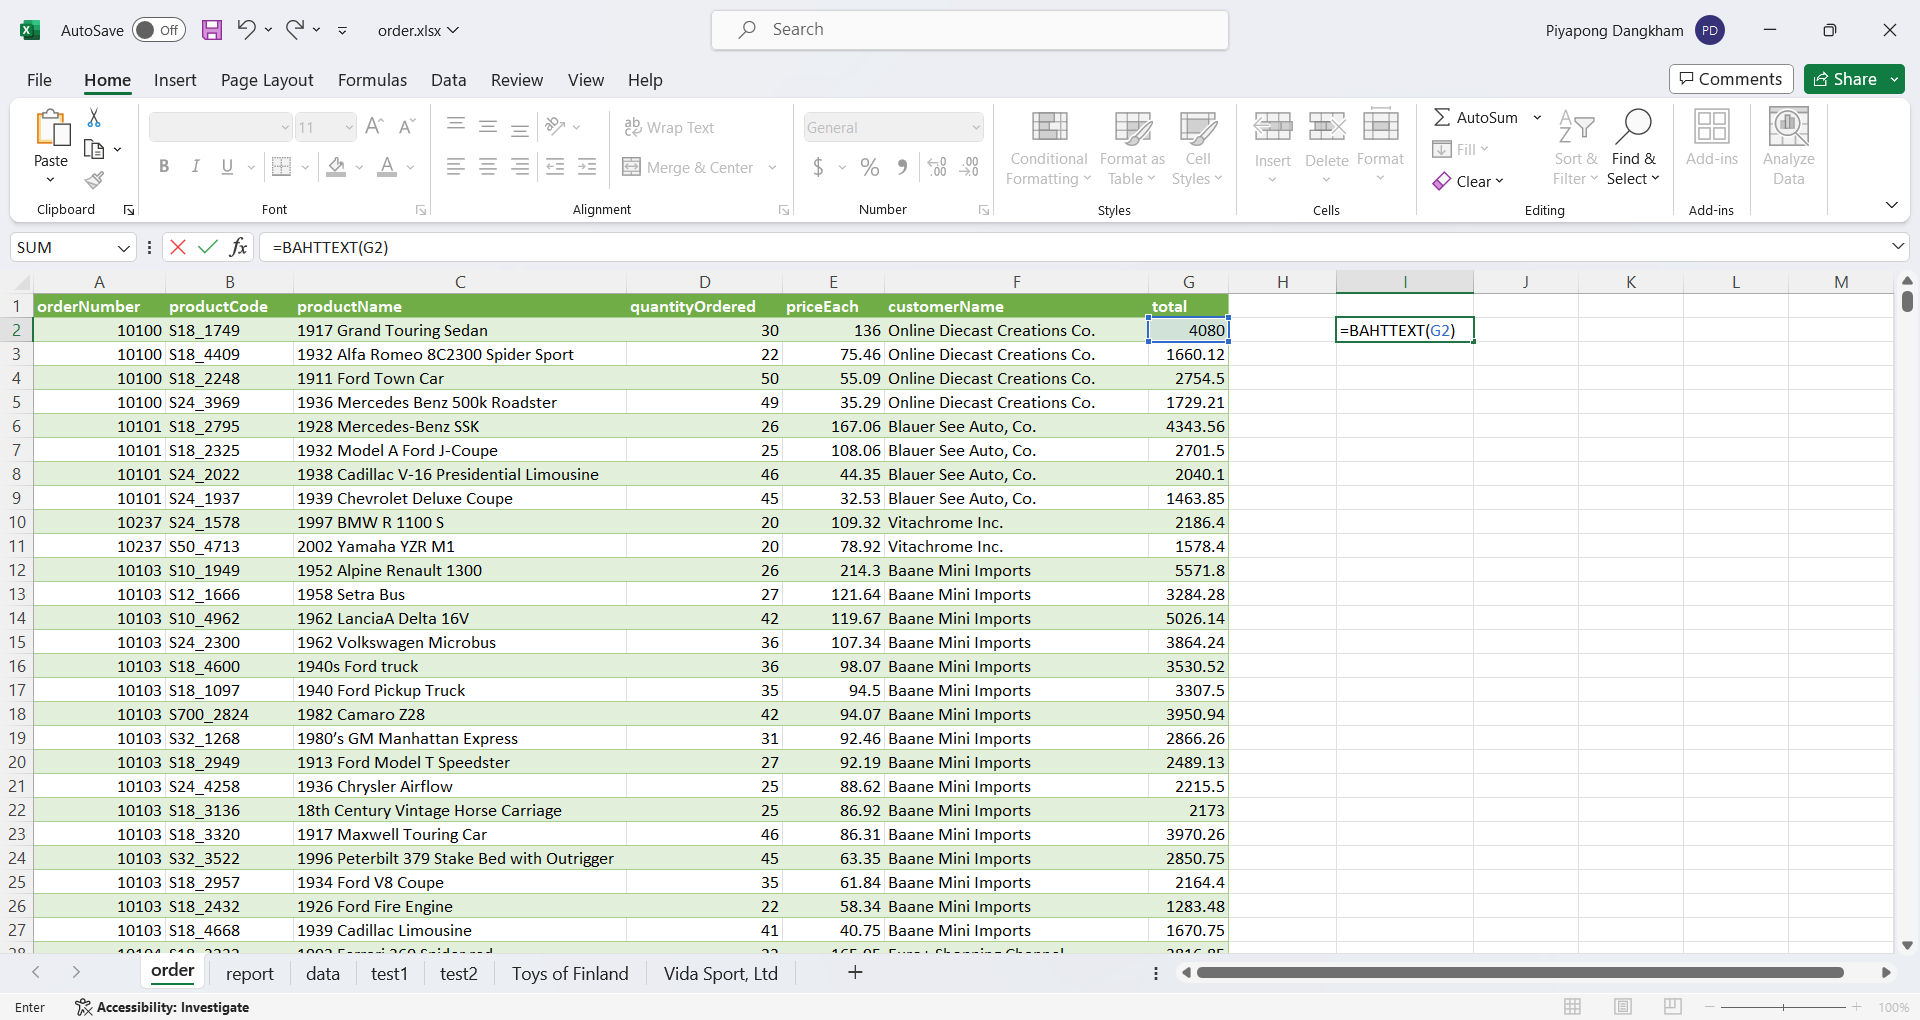 AutoSave Off order.xlsx Search Piyapong Dangkham PD
File Home Insert Page Layout Formulas Data Review View Help Comments Share
Paste
Clipboard
11
B I U A
Font
Wrap Text
Merge & Center
Alignment
General
$ % 9 .00
Number
Conditional Formatting
Format as Table
Cell Styles
Styles
Insert Delete Format
Cells
AutoSum
Fill
Clear
Sort & Filter
Find & Select
Editing
Add-ins
Add-ins
Analyze Data
SUM fx =BAHTTEXT(G2)
A B C D E F G H I J K L M
1 orderNumber productCode productName quantityOrdered priceEach customerName total
2 10100 S18_1749 1917 Grand Touring Sedan 30 136 Online Diecast Creations Co. 4080 =BAHTTEXT(G2)
3 10100 S18_4409 1932 Alfa Romeo 8C2300 Spider Sport 22 75.46 Online Diecast Creations Co. 1660.12
4 10100 S18_2248 1911 Ford Town Car 50 55.09 Online Diecast Creations Co. 2754.5
5 10100 S24_3969 1936 Mercedes Benz 500k Roadster 49 35.29 Online Diecast Creations Co. 1729.21
6 10101 S18_2795 1928 Mercedes-Benz SSK 26 167.06 Blauer See Auto, Co. 4343.56
7 10101 S18_2325 1932 Model A Ford J-Coupe 25 108.06 Blauer See Auto, Co. 2701.5
8 10101 S24_2022 1938 Cadillac V-16 Presidential Limousine 46 44.35 Blauer See Auto, Co. 2040.1
9 10101 S24_1937 1939 Chevrolet Deluxe Coupe 45 32.53 Blauer See Auto, Co. 1463.85
10 10237 S24_1578 1997 BMW R 1100 S 20 109.32 Vitachrome Inc. 2186.4
11 10237 S50_4713 2002 Yamaha YZR M1 20 78.92 Vitachrome Inc. 1578.4
12 10103 S10_1949 1952 Alpine Renault 1300 26 214.3 Baane Mini Imports 5571.8
13 10103 S12_1666 1958 Setra Bus 27 121.64 Baane Mini Imports 3284.28
14 10103 S10_4962 1962 LanciaA Delta 16V 42 119.67 Baane Mini Imports 5026.14
15 10103 S24_2300 1962 Volkswagen Microbus 36 107.34 Baane Mini Imports 3864.24
16 10103 S18_4600 1940s Ford truck 36 98.07 Baane Mini Imports 3530.52
17 10103 S18_1097 1940 Ford Pickup Truck 35 94.5 Baane Mini Imports 3307.5
18 10103 S700_2824 1982 Camaro Z28 42 94.07 Baane Mini Imports 3950.94
19 10103 S32_1268 1980’s GM Manhattan Express 31 92.46 Baane Mini Imports 2866.26
20 10103 S18_2949 1913 Ford Model T Speedster 27 92.19 Baane Mini Imports 2489.13
21 10103 S24_4258 1936 Chrysler Airflow 25 88.62 Baane Mini Imports 2215.5
22 10103 S18_3136 18th Century Vintage Horse Carriage 25 86.92 Baane Mini Imports 2173
23 10103 S18_3320 1917 Maxwell Touring Car 46 86.31 Baane Mini Imports 3970.26
24 10103 S32_3522 1996 Peterbilt 379 Stake Bed with Outrigger 45 63.35 Baane Mini Imports 2850.75
25 10103 S18_2957 1934 Ford V8 Coupe 35 61.84 Baane Mini Imports 2164.4
26 10103 S18_2432 1926 Ford Fire Engine 22 58.34 Baane Mini Imports 1283.48
27 10103 S18_4668 1939 Cadillac Limousine 41 40.75 Baane Mini Imports 1670.75
order report data test1 test2 Toys of Finland Vida Sport, Ltd
Enter Accessibility: Investigate 100%